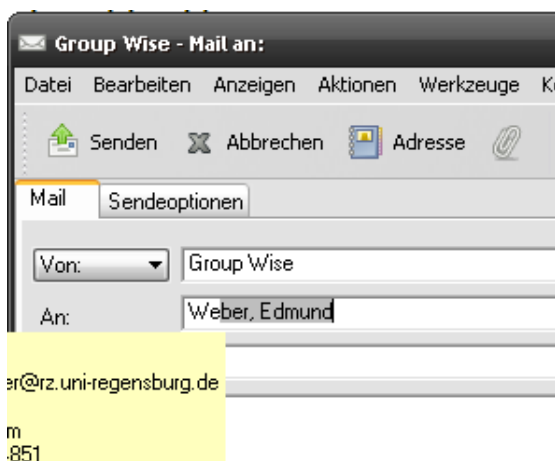 Group Wise - Mail an:
Datei Bearbeiten Anzeigen Aktionen Werkzeuge
Senden Abbrechen Adresse
Mail Sendeoptionen
Von: Group Wise
An: Weber, Edmund
er@rz.uni-regensburg.de
m
4851